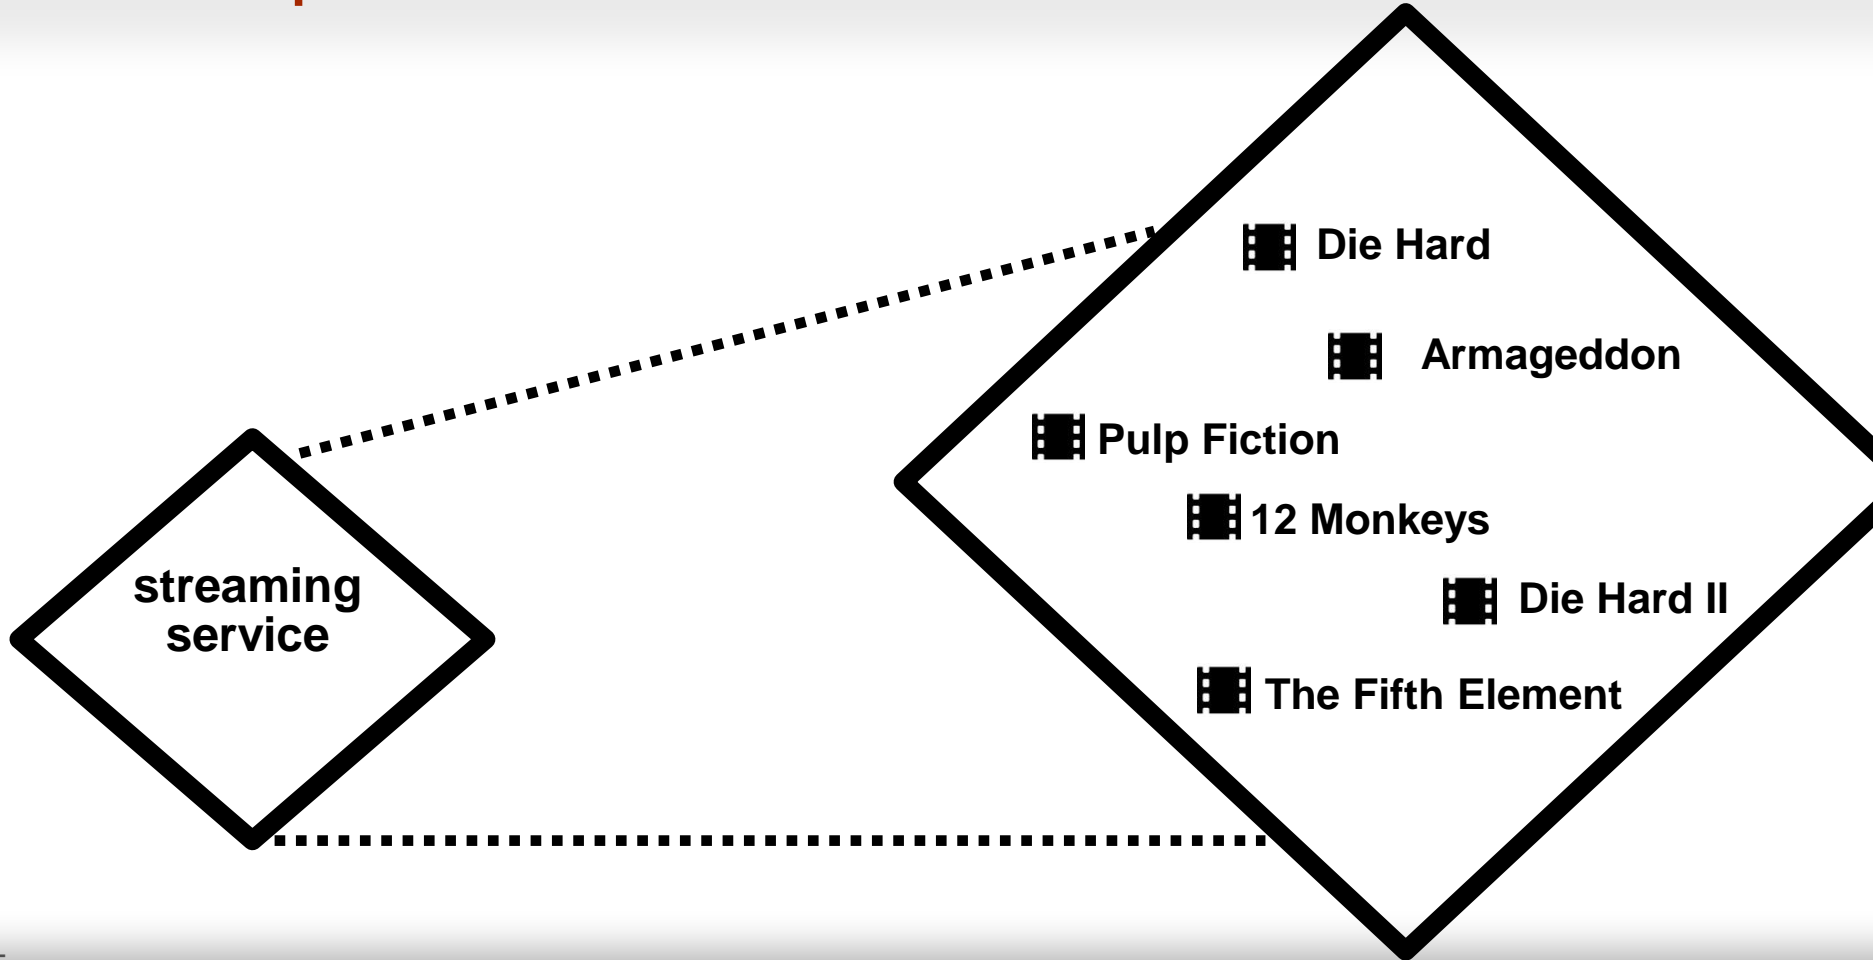 Die Hard
Armageddon
Pulp Fiction
12 Monkeys
streaming
service
Die Hard II
The Fifth Element